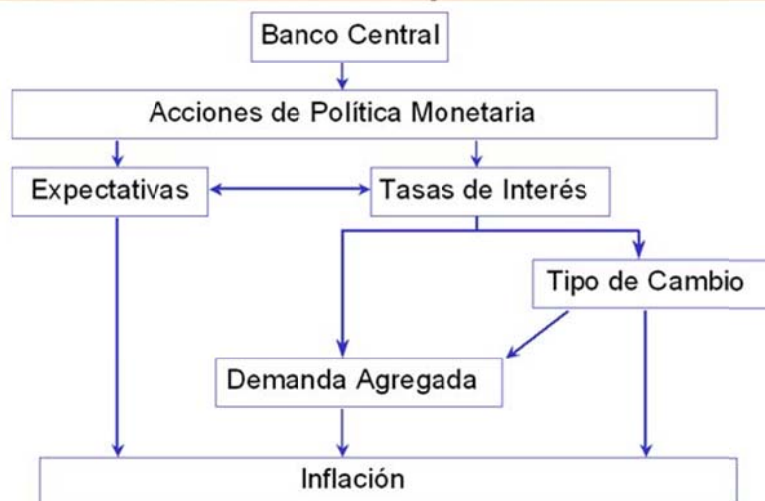 Banco Central
Acciones de Política Monetaria
Expectativas
Tasas de Interés
Tipo de Cambio
Demanda Agregada
Inflación